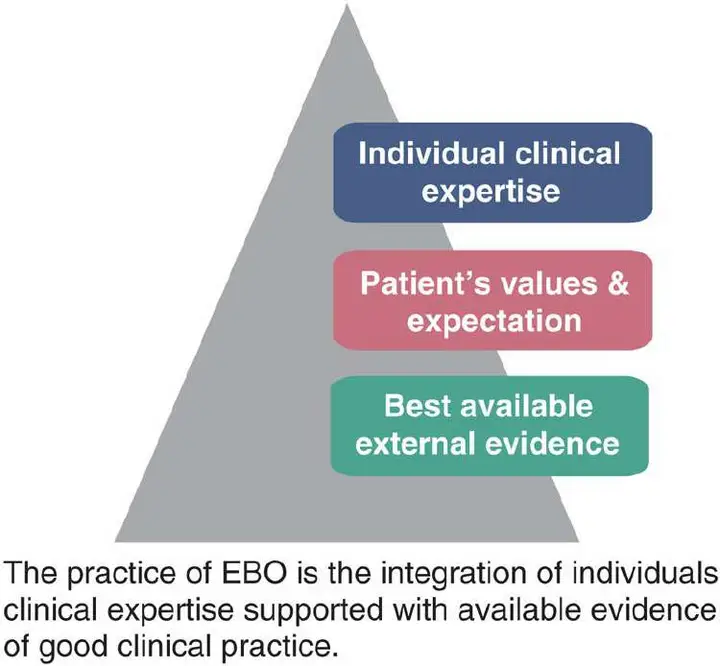 Individual clinical
expertise
Patient's values &
expectation
Best available
external evidence
The practice of EBO is the integration of individuals
clinical expertise supported with available evidence
of good clinical practice.